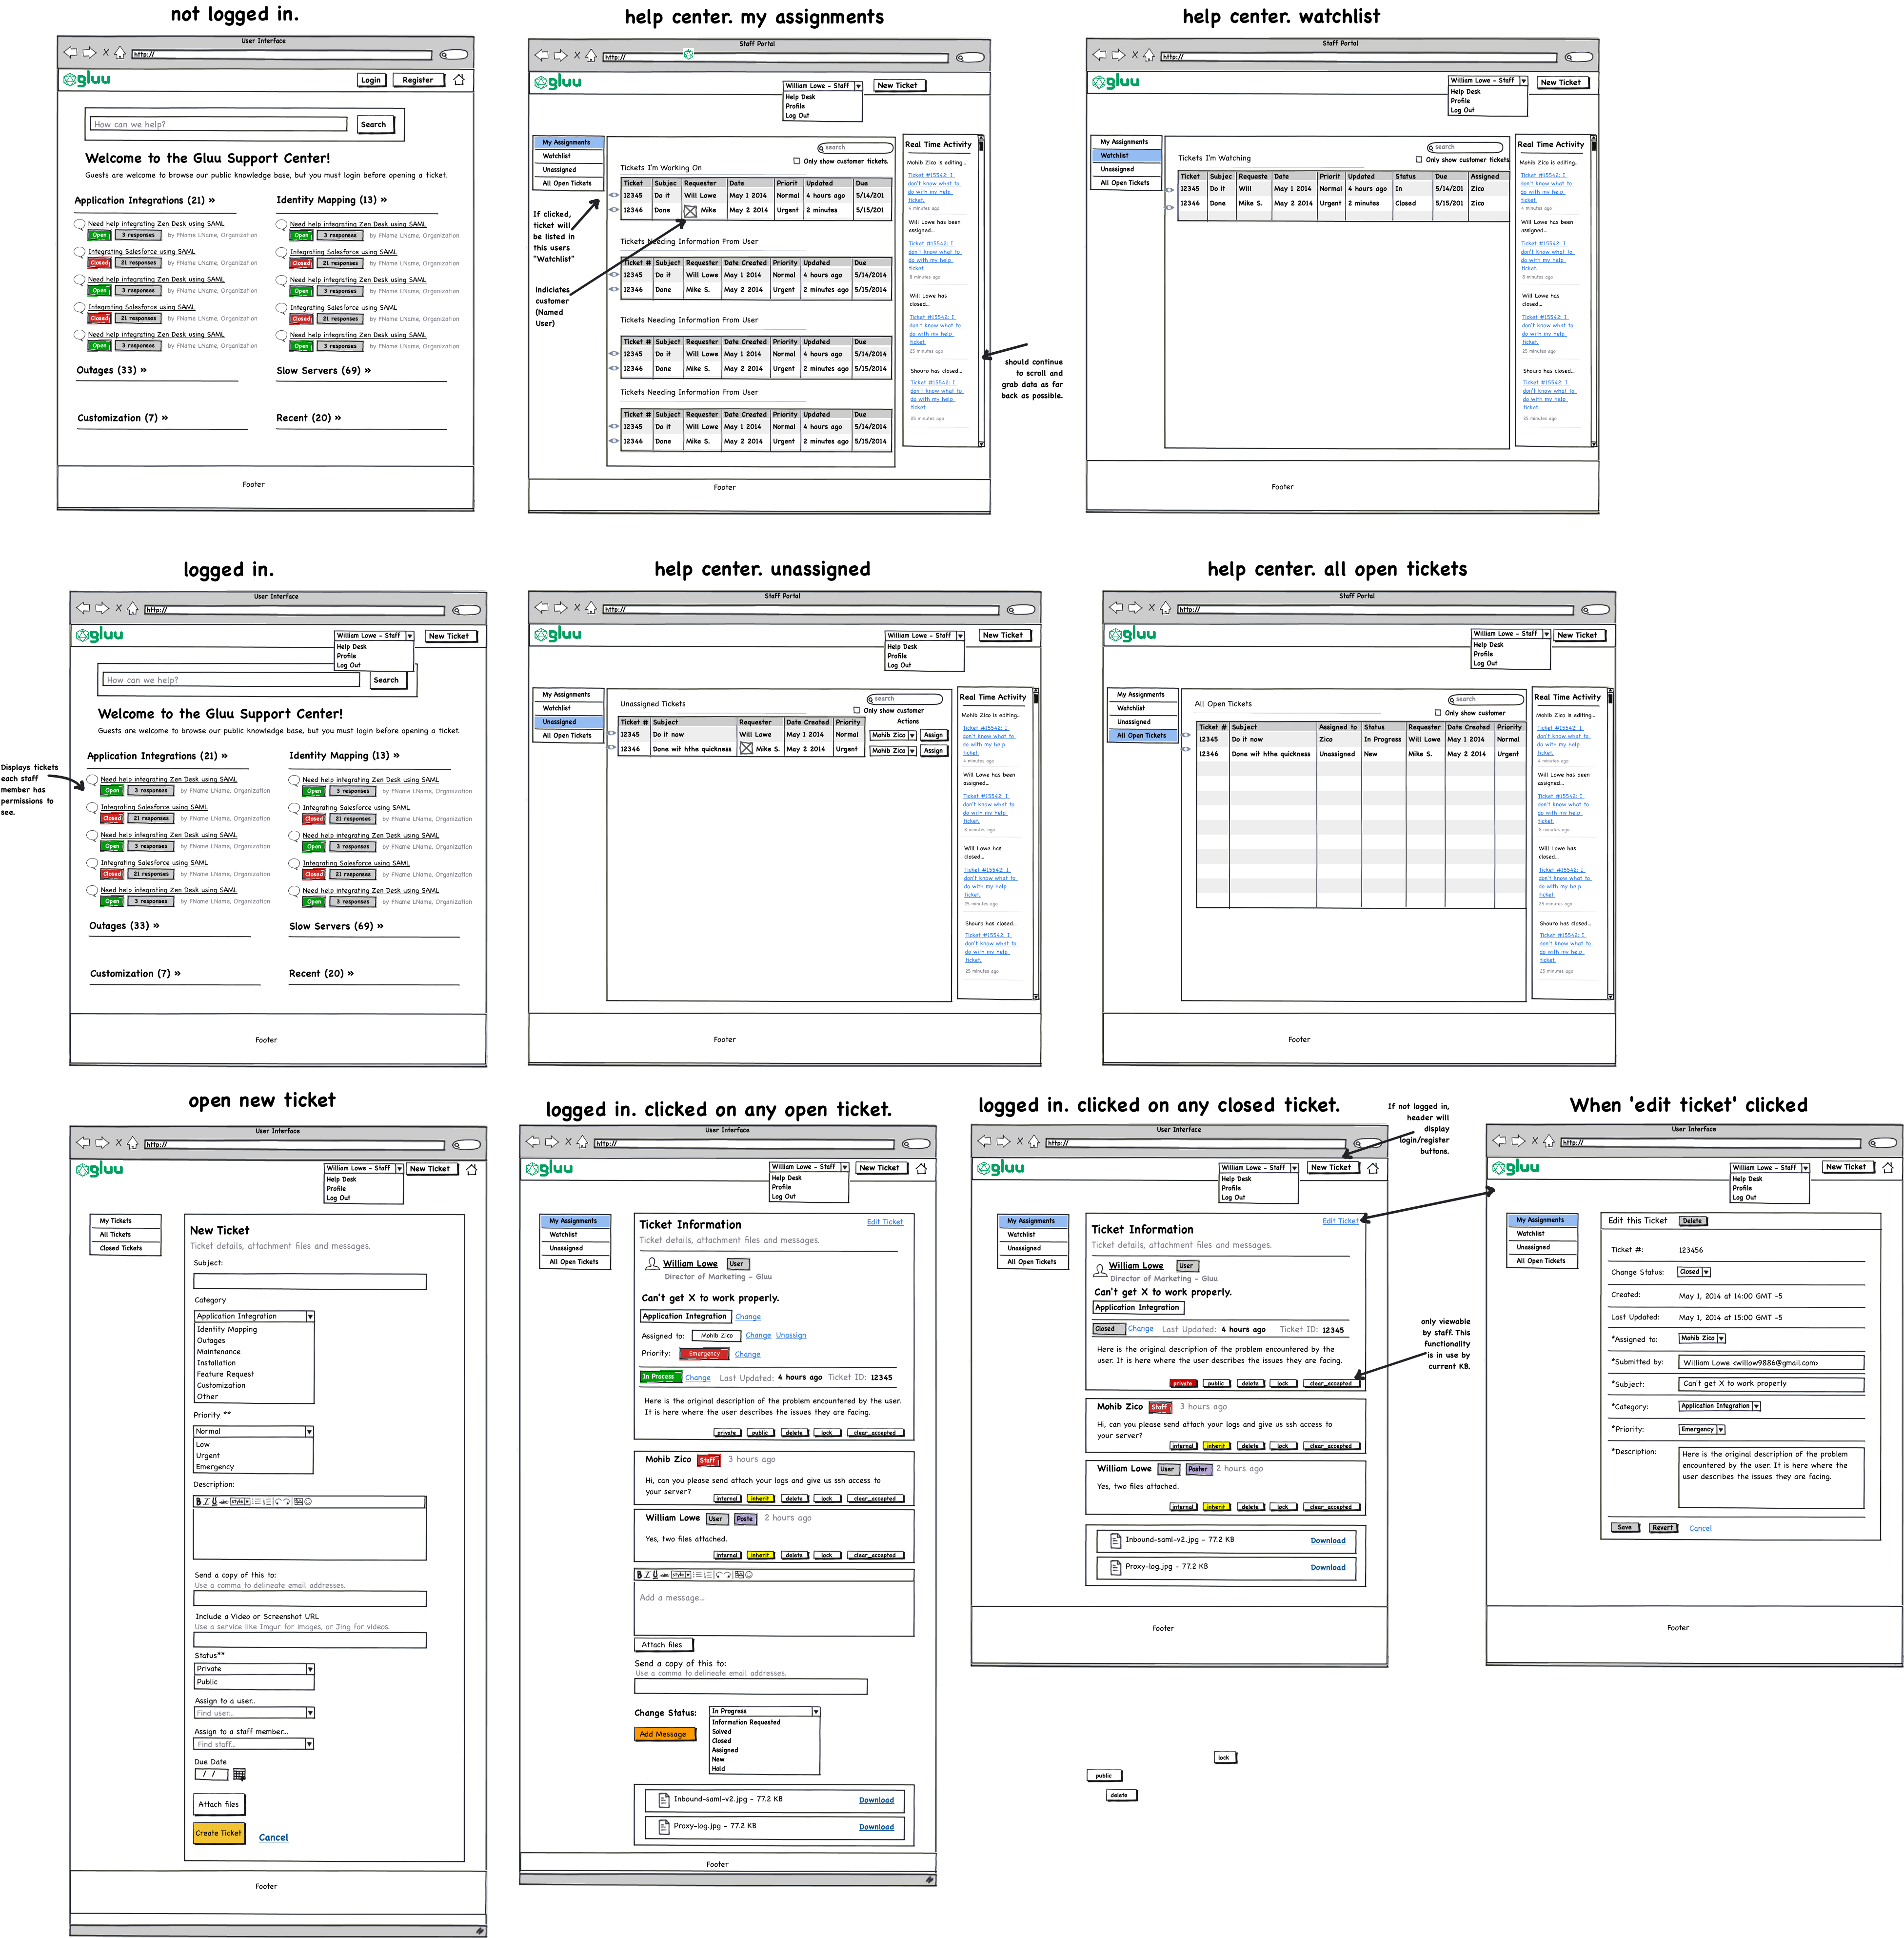 not logged in.
User Interface
http://
gluu
Login
Register
How can we help?
Search
Welcome to the Gluu Support Center!
Guests are welcome to browse our public knowledge base, but you must login before opening a ticket.
Application Integrations (21) »
Identity Mapping (13) »
Need help integrating Zen Desk using SAML
Open
3 responses
by FName LName, Organization
Need help integrating Zen Desk using SAML
Open
3 responses
by FName LName, Organization
Integrating Salesforce using SAML
Closed
21 responses
by FName LName, Organization
Integrating Salesforce using SAML
Closed
21 responses
by FName LName, Organization
Need help integrating Zen Desk using SAML
Open
3 responses
by FName LName, Organization
Need help integrating Zen Desk using SAML
Open
3 responses
by FName LName, Organization
Integrating Salesforce using SAML
Closed
21 responses
by FName LName, Organization
Integrating Salesforce using SAML
Closed
21 responses
by FName LName, Organization
Need help integrating Zen Desk using SAML
Open
3 responses
by FName LName, Organization
Need help integrating Zen Desk using SAML
Open
3 responses
by FName LName, Organization
Outages (33) »
Slow Servers (69) »
Customization (7) »
Recent (20) »
Footer
help center. my assignments
Staff Portal
http://
gluu
William Lowe - Staff
New Ticket
Help Desk
Profile
Log Out
My Assignments
Watchlist
Unassigned
All Open Tickets
search
Only show customer tickets.
Tickets I'm Working On
Ticket Subjec Requester Date Priorit Updated Due
12345 Do it Will Lowe May 1 2014 Normal 4 hours ago 5/14/201
12346 Done Mike May 2 2014 Urgent 2 minutes 5/15/201
If clicked,
ticket will
be listed in
this users
"Watchlist"
indiciates
customer
(Named
User)
Tickets Needing Information From User
Ticket # Subject Requester Date Created Priority Updated Due
12345 Do it Will Lowe May 1 2014 Normal 4 hours ago 5/14/2014
12346 Done Mike S. May 2 2014 Urgent 2 minutes ago 5/15/2014
Tickets Needing Information From User
Ticket # Subject Requester Date Created Priority Updated Due
12345 Do it Will Lowe May 1 2014 Normal 4 hours ago 5/14/2014
12346 Done Mike S. May 2 2014 Urgent 2 minutes ago 5/15/2014
Tickets Needing Information From User
Ticket # Subject Requester Date Created Priority Updated Due
12345 Do it Will Lowe May 1 2014 Normal 4 hours ago 5/14/2014
12346 Done Mike S. May 2 2014 Urgent 2 minutes ago 5/15/2014
Real Time Activity
Mohib Zico is editing...
Ticket #15542: I
don't know what to
do with my help
ticket.
4 minutes ago
Will Lowe has been
assigned...
Ticket #15542: I
don't know what to
do with my help
ticket.
8 minutes ago
Will Lowe has
closed...
Ticket #15542: I
don't know what to
do with my help
ticket.
25 minutes ago
Shouro has closed...
Ticket #15542: I
don't know what to
do with my help
ticket.
25 minutes ago
should continue
to scroll and
grab data as far
back as possible.
Footer
help center. watchlist
Staff Portal
http://
gluu
William Lowe - Staff
New Ticket
Help Desk
Profile
Log Out
My Assignments
Watchlist
Unassigned
All Open Tickets
search
Tickets I'm Watching
Only show customer tickets
Ticket Subjec Requeste Date Priorit Updated Status Due Assigned
12345 Do it Will May 1 2014 Normal 4 hours ago In 5/14/201 Zico
12346 Done Mike S. May 2 2014 Urgent 2 minutes Closed 5/15/201 Zico
Real Time Activity
Mohib Zico is editing...
Ticket #15542: I
don't know what to
do with my help
ticket.
4 minutes ago
Will Lowe has been
assigned...
Ticket #15542: I
don't know what to
do with my help
ticket.
8 minutes ago
Will Lowe has
closed...
Ticket #15542: I
don't know what to
do with my help
ticket.
25 minutes ago
Shouro has closed...
Ticket #15542: I
don't know what to
do with my help
ticket.
25 minutes ago
Footer
logged in.
User Interface
http://
gluu
William Lowe - Staff
New Ticket
Help Desk
Profile
Log Out
How can we help?
Search
Welcome to the Gluu Support Center!
Guests are welcome to browse our public knowledge base, but you must login before opening a ticket.
Displays tickets
each staff
member has
permissions to
see.
Application Integrations (21) »
Identity Mapping (13) »
Need help integrating Zen Desk using SAML
Open
3 responses
by FName LName, Organization
Need help integrating Zen Desk using SAML
Open
3 responses
by FName LName, Organization
Integrating Salesforce using SAML
Closed
21 responses
by FName LName, Organization
Integrating Salesforce using SAML
Closed
21 responses
by FName LName, Organization
Need help integrating Zen Desk using SAML
Open
3 responses
by FName LName, Organization
Need help integrating Zen Desk using SAML
Open
3 responses
by FName LName, Organization
Integrating Salesforce using SAML
Closed
21 responses
by FName LName, Organization
Integrating Salesforce using SAML
Closed
21 responses
by FName LName, Organization
Need help integrating Zen Desk using SAML
Open
3 responses
by FName LName, Organization
Need help integrating Zen Desk using SAML
Open
3 responses
by FName LName, Organization
Outages (33) »
Slow Servers (69) »
Customization (7) »
Recent (20) »
Footer
help center. unassigned
Staff Portal
http://
gluu
William Lowe - Staff
New Ticket
Help Desk
Profile
Log Out
My Assignments
Watchlist
Unassigned
All Open Tickets
Unassigned Tickets
search
Only show customer
Actions
Ticket # Subject Requester Date Created Priority
12345 Do it now Will Lowe May 1 2014 Normal Mohib Zico Assign
12346 Done wit hthe quickness Mike S. May 2 2014 Urgent Mohib Zico Assign
Real Time Activity
Mohib Zico is editing...
Ticket #15542: I
don't know what to
do with my help
ticket.
4 minutes ago
Will Lowe has been
assigned...
Ticket #15542: I
don't know what to
do with my help
ticket.
8 minutes ago
Will Lowe has
closed...
Ticket #15542: I
don't know what to
do with my help
ticket.
25 minutes ago
Shouro has closed...
Ticket #15542: I
don't know what to
do with my help
ticket.
25 minutes ago
Footer
help center. all open tickets
Staff Portal
http://
gluu
William Lowe - Staff
New Ticket
Help Desk
Profile
Log Out
My Assignments
Watchlist
Unassigned
All Open Tickets
All Open Tickets
search
Only show customer
Ticket # Subject Assigned to Status Requester Date Created Priority
12345 Do it now Zico In Progress Will Lowe May 1 2014 Normal
12346 Done wit hthe quickness Unassigned New Mike S. May 2 2014 Urgent
Real Time Activity
Mohib Zico is editing...
Ticket #15542: I
don't know what to
do with my help
ticket.
4 minutes ago
Will Lowe has been
assigned...
Ticket #15542: I
don't know what to
do with my help
ticket.
8 minutes ago
Will Lowe has
closed...
Ticket #15542: I
don't know what to
do with my help
ticket.
25 minutes ago
Shouro has closed...
Ticket #15542: I
don't know what to
do with my help
ticket.
25 minutes ago
Footer
open new ticket
User Interface
http://
gluu
William Lowe - Staff
New Ticket
Help Desk
Profile
Log Out
My Tickets
All Tickets
Closed Tickets
New Ticket
Ticket details, attachment files and messages.
Subject:
Category
Application Integration
Identity Mapping
Outages
Maintenance
Installation
Feature Request
Customization
Other
Priority **
Normal
Low
Urgent
Emergency
Description:
B I U abc style
Send a copy of this to:
Use a comma to delineate email addresses.
Include a Video or Screenshot URL
Use a service like Imgur for images, or Jing for videos.
Status**
Private
Public
Assign to a user..
Find user...
Assign to a staff member...
Find staff...
Due Date
/ /
Attach files
Create Ticket
Cancel
Footer
logged in. clicked on any open ticket.
User Interface
http://
gluu
William Lowe - Staff
New Ticket
Help Desk
Profile
Log Out
My Assignments
Watchlist
Unassigned
All Open Tickets
Ticket Information
Edit Ticket
Ticket details, attachment files and messages.
William Lowe
User
Director of Marketing - Gluu
Can't get X to work properly.
Application Integration
Change
Assigned to:
Mohib Zico
Change
Unassign
Priority:
Emergency
Change
In Process
Change
Last Updated: 4 hours ago
Ticket ID: 12345
Here is the original description of the problem encountered by the user.
It is here where the user describes the issues they are facing.
private
public
delete
lock
clear_accepted
Mohib Zico
Staff
3 hours ago
Hi, can you please send attach your logs and give us ssh access to
your server?
internal
inherit
delete
lock
clear_accepted
William Lowe
User
Poste
2 hours ago
Yes, two files attached.
internal
inherit
delete
lock
clear_accepted
B I U abc style
Add a message...
Attach files
Send a copy of this to:
Use a comma to delineate email addresses.
Change Status:
In Progress
Information Requested
Solved
Closed
Assigned
New
Hold
Add Message
Inbound-saml-v2.jpg - 77.2 KB
Download
Proxy-log.jpg - 77.2 KB
Download
Footer
logged in. clicked on any closed ticket.
If not logged in,
header will
display
login/register
buttons.
User Interface
http://
gluu
William Lowe - Staff
New Ticket
Help Desk
Profile
Log Out
My Assignments
Watchlist
Unassigned
All Open Tickets
Edit Ticket
Ticket Information
Ticket details, attachment files and messages.
William Lowe
User
Director of Marketing - Gluu
Can't get X to work properly.
Application Integration
Closed
Change
Last Updated: 4 hours ago
Ticket ID: 12345
Here is the original description of the problem encountered by the
user. It is here where the user describes the issues they are facing.
private
public
delete
lock
clear_accepted
only viewable
by staff. This
functionality
is in use by
current KB.
Mohib Zico
Staff
3 hours ago
Hi, can you please send attach your logs and give us ssh access to
your server?
internal
inherit
delete
lock
clear_accepted
William Lowe
User
Poster
2 hours ago
Yes, two files attached.
internal
inherit
delete
lock
clear_accepted
Inbound-saml-v2.jpg - 77.2 KB
Download
Proxy-log.jpg - 77.2 KB
Download
Footer
lock
public
delete
When 'edit ticket' clicked
User Interface
http://
gluu
William Lowe - Staff
New Ticket
Help Desk
Profile
Log Out
My Assignments
Watchlist
Unassigned
All Open Tickets
Edit this Ticket
Delete
Ticket #: 123456
Change Status: Closed
Created: May 1, 2014 at 14:00 GMT -5
Last Updated: May 1, 2014 at 15:00 GMT -5
*Assigned to: Mohib Zico
*Submitted by: William Lowe <willow9886@gmail.com>
*Subject: Can't get X to work properly
*Category: Application Integration
*Priority: Emergency
*Description: Here is the original description of the problem
encountered by the user. It is here where the
user describes the issues they are facing.
Save
Revert
Cancel
Footer